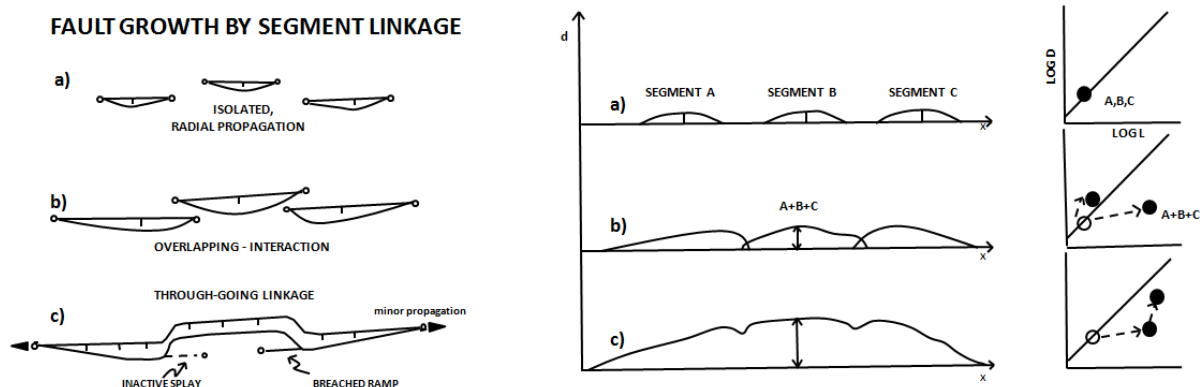 FAULT GROWTH BY SEGMENT LINKAGE
a)
ISOLATED,
RADIAL PROPAGATION
b)
OVERLAPPING - INTERACTION
THROUGH-GOING LINKAGE
c)
minor propagation
INACTIVE SPLAY
BREACHED RAMP
d
a)
SEGMENT A
SEGMENT B
SEGMENT C
x
b)
A+B+C
x
c)
x
LOG D
A,B,C
LOG L
A+B+C